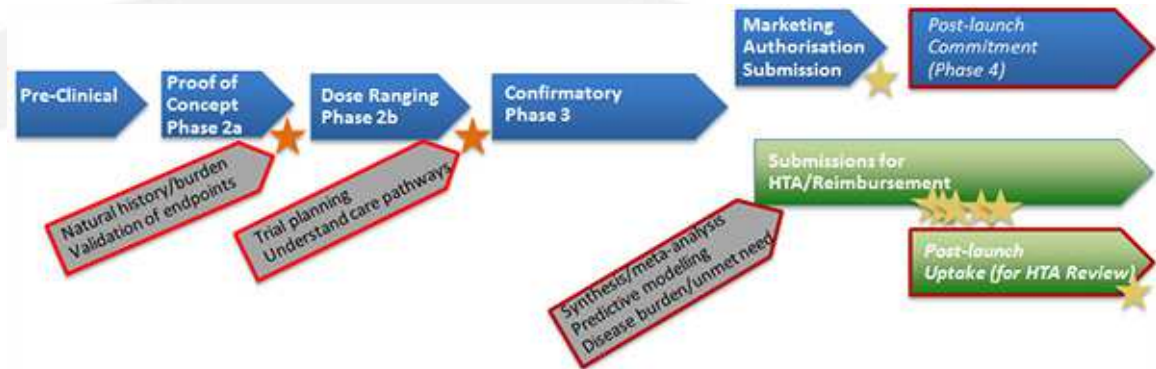 Pre-Clinical
Proof of
Concept
Phase 2a
Dose Ranging
Phase 2b
Confirmatory
Phase 3
Marketing
Authorisation
Submission
Post-launch
Commitment
(Phase 4)
Natural history/burden
Validation of endpoints
Trial planning
Understand care pathways
Synthesis/meta-analysis
Predictive modelling
Disease burden/unmet need
Submissions for
HTA/Reimbursement
Post-launch
Uptake (for HTA Review)